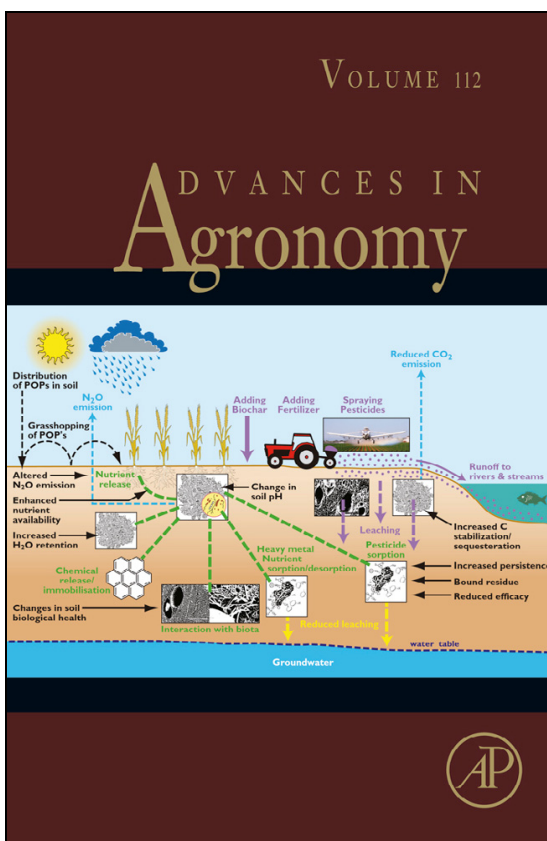 VOLUME 112
ADVANCES IN
Agronomy
Distribution
of POPs in soil
N₂O
emission
Grasshopping
of POP's
Adding
Biochar
Adding
Fertilizer
Spraying
Pesticides
Reduced CO₂
emission
Altered
N₂O emission
Nutrient
release
Enhanced
nutrient
availability
Change in
soil pH
Runoff to
rivers & streams
Increased
H₂O retention
Leaching
Increased C
stabilization/
sequesteration
Chemical
release/
immobilisation
Heavy metal
Nutrient
sorption/desorption
Pesticide
sorption
Increased persistence
Bound residue
Reduced efficacy
Changes in soil
biological health
Interaction with biota
Reduced leaching
water table
Groundwater
AP